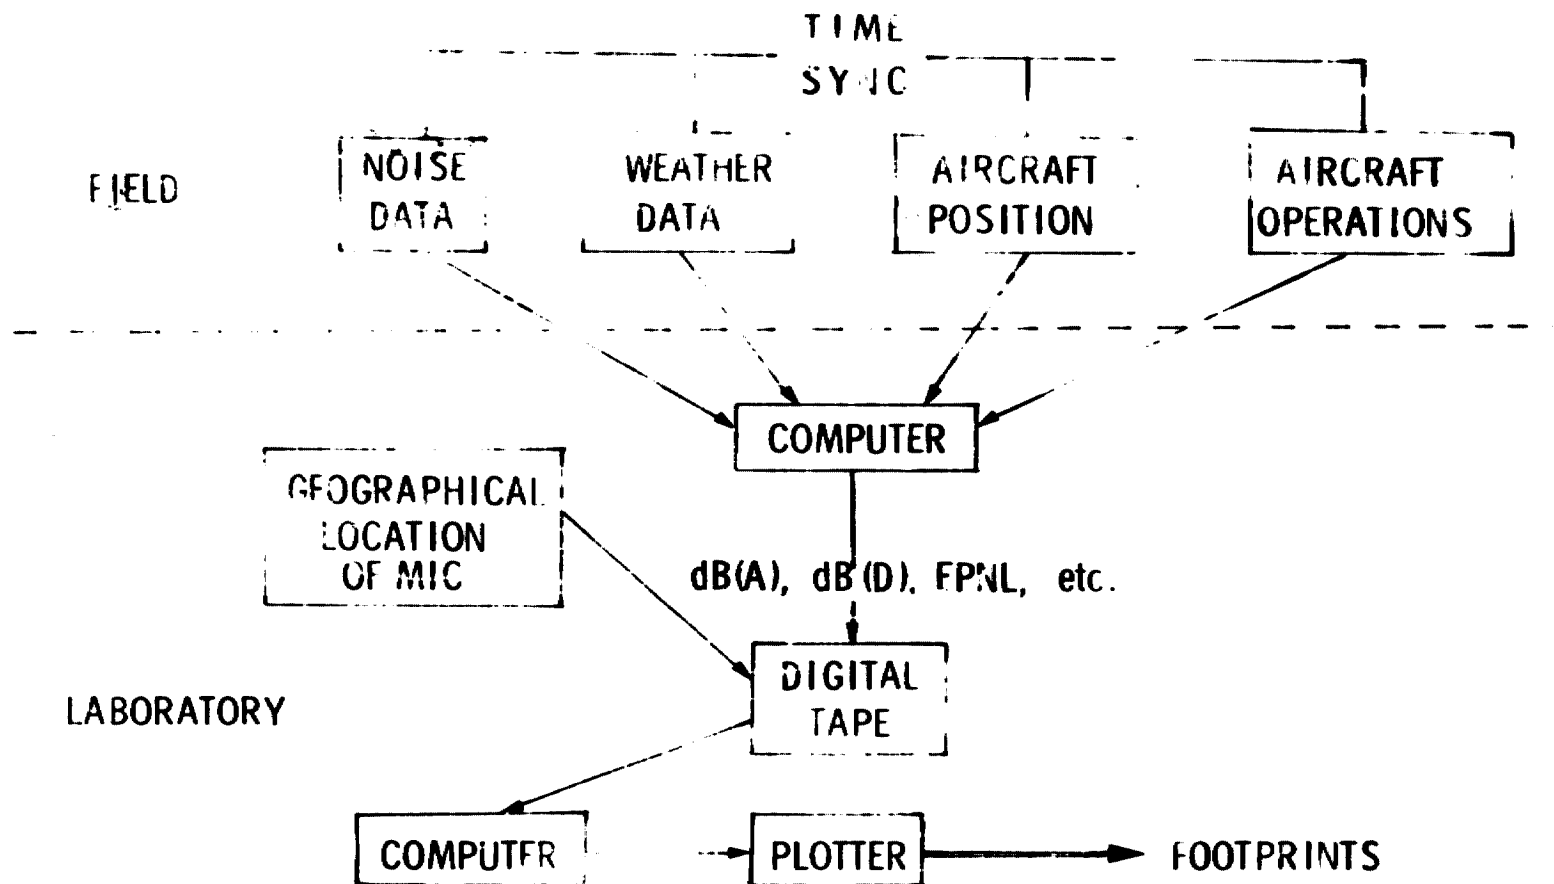 TIME
SYNC
FIELD
NOISE
DATA
WEATHER
DATA
AIRCRAFT
POSITION
AIRCRAFT
OPERATIONS
COMPUTER
GEOGRAPHICAL
LOCATION
OF MIC
dB(A), dB(D), EPNL, etc.
DIGITAL
TAPE
LABORATORY
COMPUTER
PLOTTER
FOOTPRINTS